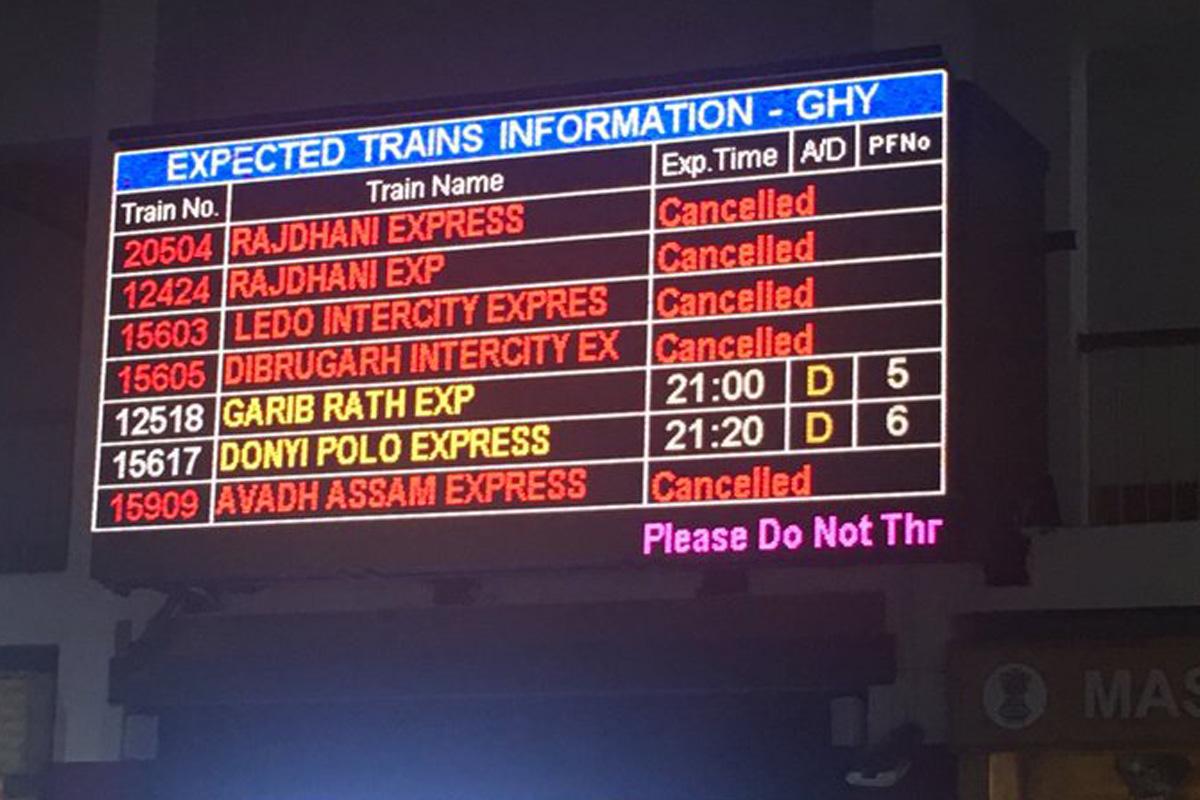 EXPECTED TRAINS INFORMATION - GHY
Train No. Train Name Exp.Time A/D PFNo
20504 RAJDHANI EXPRESS Cancelled
12424 RAJDHANI EXP Cancelled
15603 LEDO INTERCITY EXPRES Cancelled
15605 DIBRUGARH INTERCITY EX Cancelled
12518 GARIB RATH EXP 21:00 D 5
15617 DONYI POLO EXPRESS 21:20 D 6
15909 AVADH ASSAM EXPRESS Cancelled
Please Do Not Thr
MAS